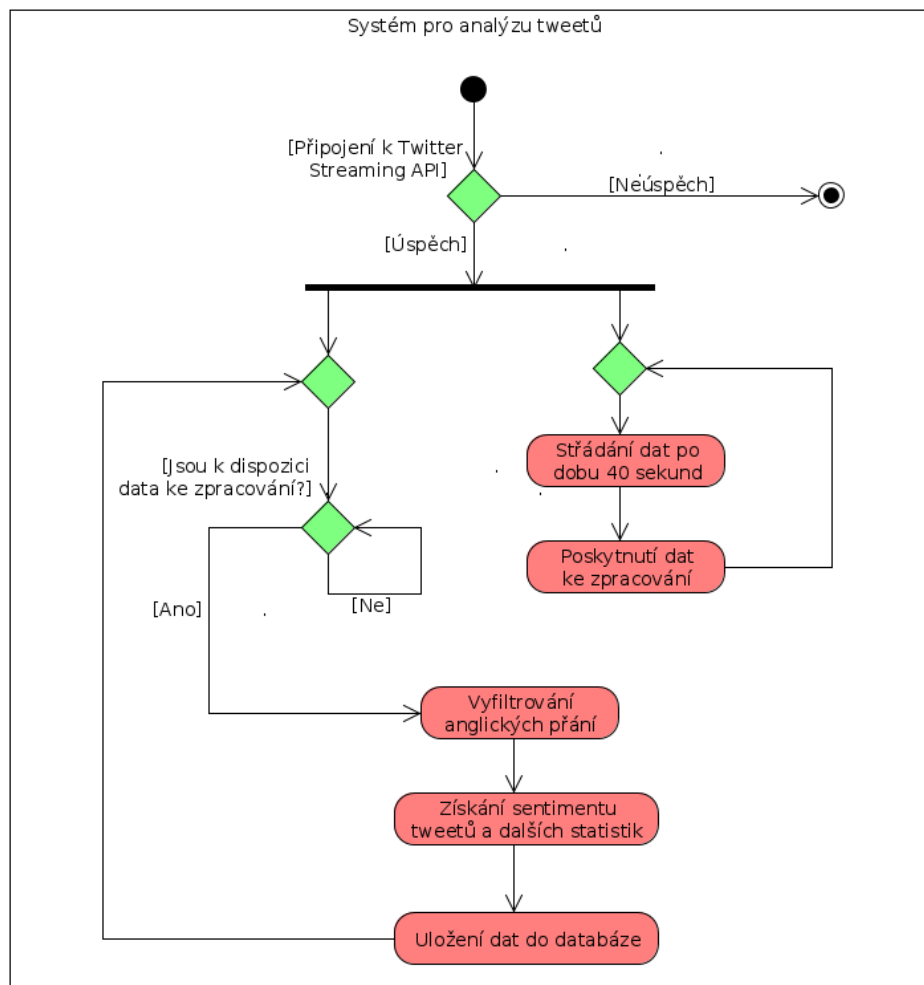 Systém pro analýzu tweetů
[Připojení k Twitter
Streaming API]
[Neúspěch]
[Úspěch]
[Jsou k dispozici
data ke zpracování?]
Střádání dat po
dobu 40 sekund
Poskytnutí dat
ke zpracování
[Ano]
[Ne]
Vyfiltrování
anglických přání
Získání sentimentu
tweetů a dalších statistik
Uložení dat do databáze